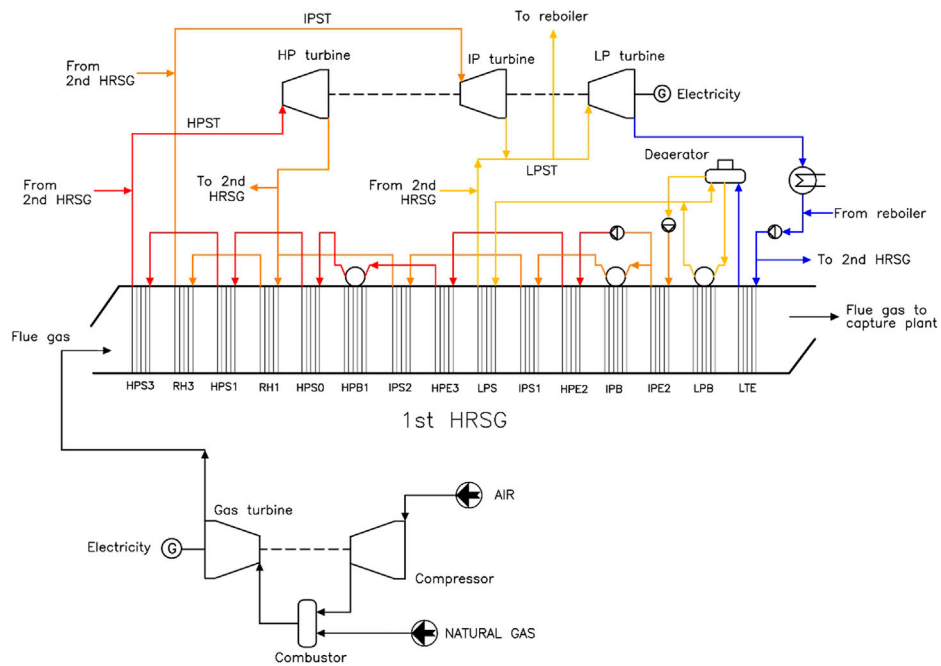 To reboiler
IPST
HP turbine
IP turbine
LP turbine
From
2nd HRSG
G
Electricity
HPST
Deaerator
LPST
From
2nd HRSG
To 2nd
HRSG
From
2nd HRSG
From reboiler
To 2nd HRSG
Flue gas
Flue gas to
capture plant
HPS3
RH3
HPS1
RH1
HPS0
HPB1
IPS2
HPE3
LPS
IPS1
HPE2
IPB
IPE2
LPB
LTE
1st HRSG
AIR
Gas turbine
Electricity
G
Compressor
NATURAL GAS
Combustor